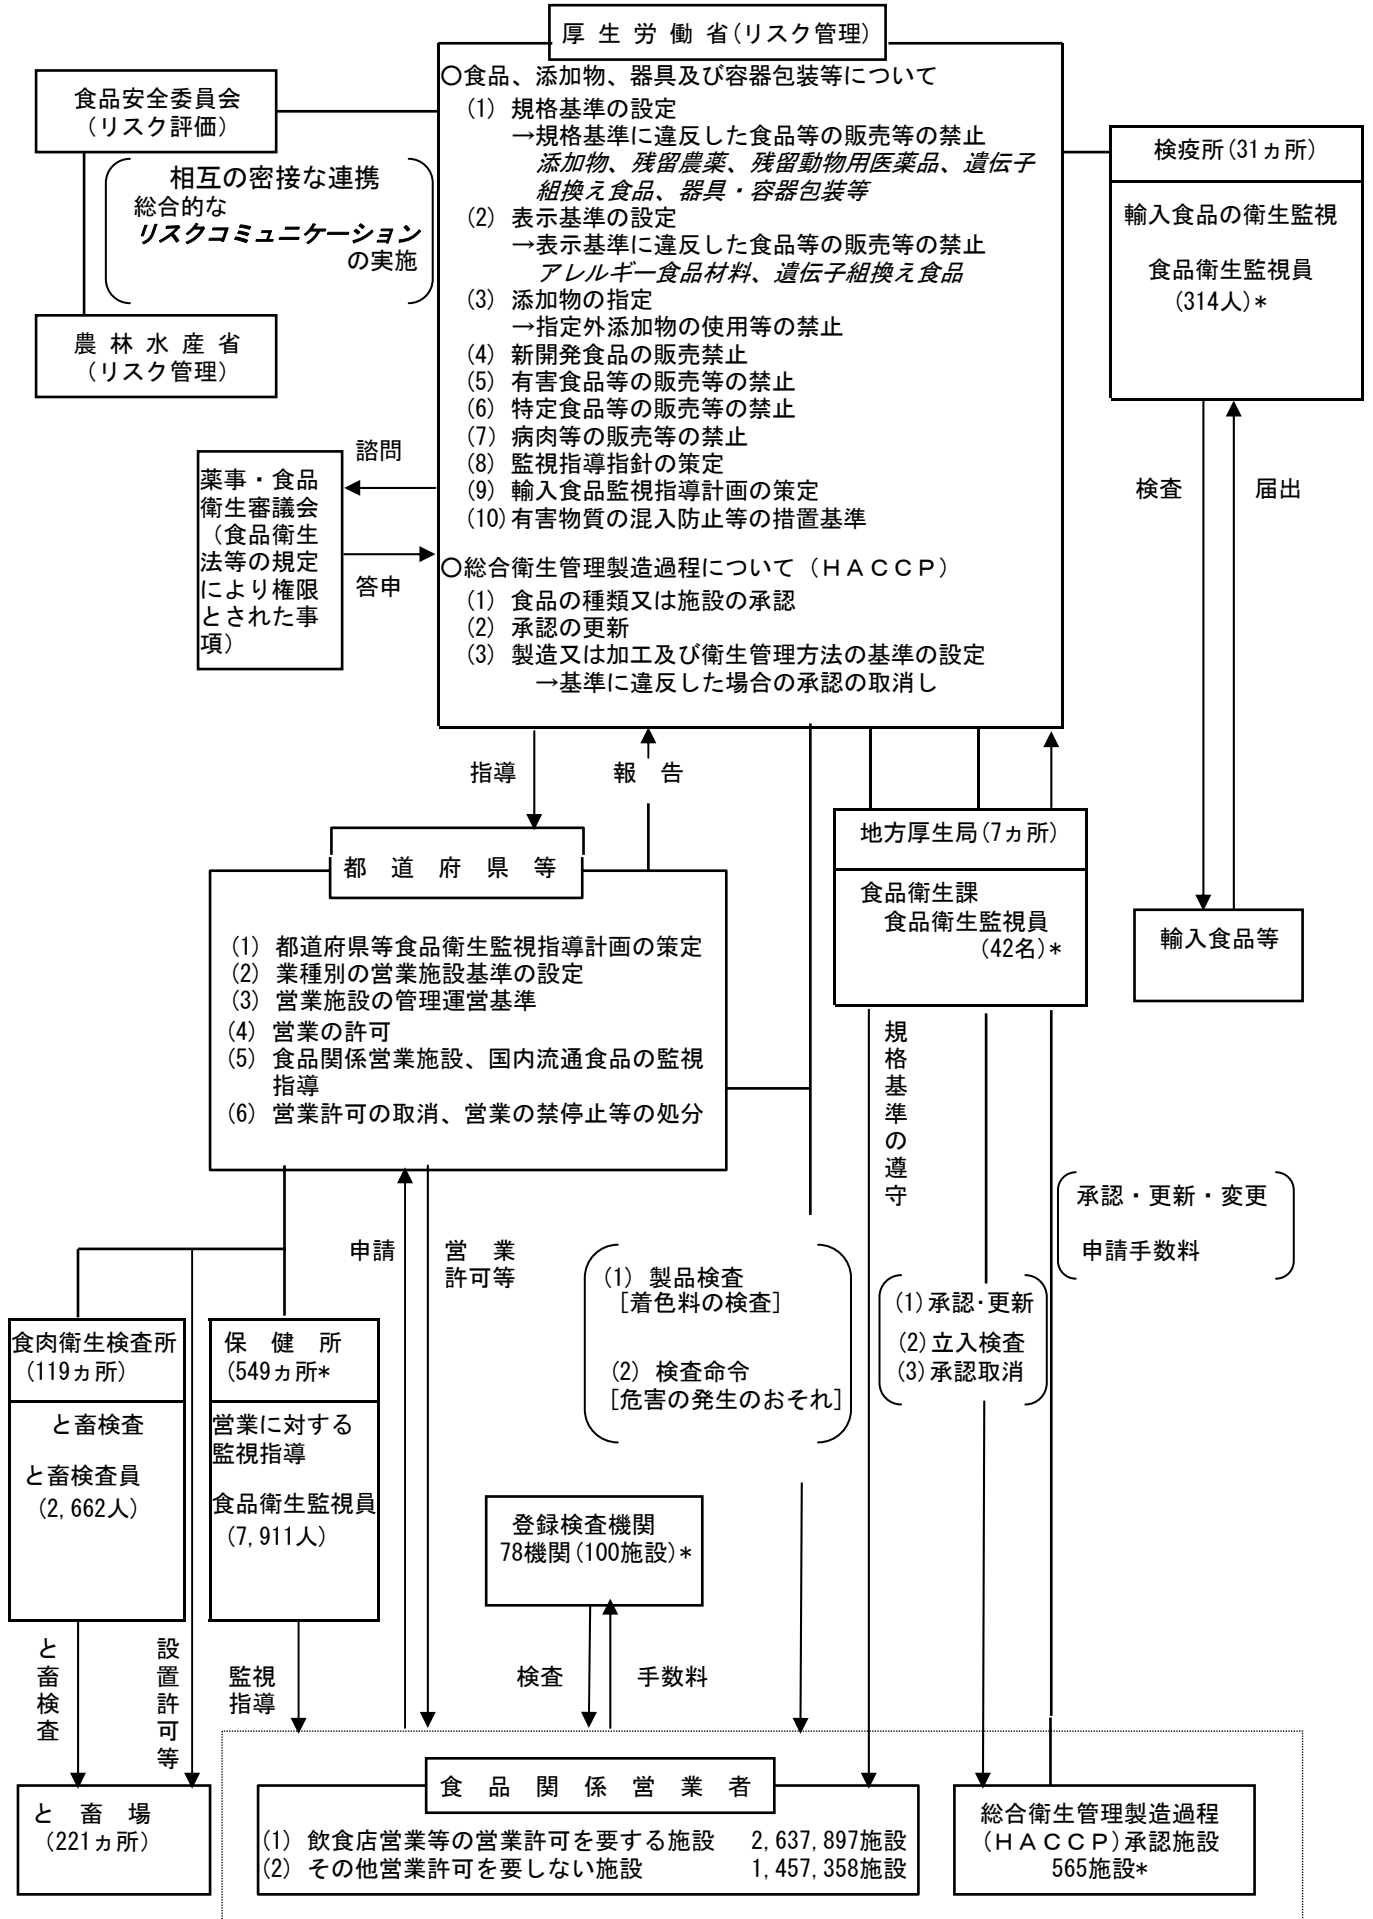 厚 生 労 働 省(リスク管理)
○食品、添加物、器具及び容器包装等について
(1) 規格基準の設定
→規格基準に違反した食品等の販売等の禁止
添加物、残留農薬、残留動物用医薬品、遺伝子
組換え食品、器具・容器包装等
(2) 表示基準の設定
→表示基準に違反した食品等の販売等の禁止
アレルギー食品材料、遺伝子組換え食品
(3) 添加物の指定
→指定外添加物の使用等の禁止
(4) 新開発食品の販売禁止
(5) 有害食品等の販売等の禁止
(6) 特定食品等の販売等の禁止
(7) 病肉等の販売等の禁止
(8) 監視指導指針の策定
(9) 輸入食品監視指導計画の策定
(10)有害物質の混入防止等の措置基準
○総合衛生管理製造過程について(HACCP)
(1) 食品の種類又は施設の承認
(2) 承認の更新
(3) 製造又は加工及び衛生管理方法の基準の設定
→基準に違反した場合の承認の取消し
食品安全委員会
(リスク評価)
相互の密接な連携
総合的な
リスクコミュニケーション
の実施
農 林 水 産 省
(リスク管理)
諮問
薬事・食品
衛生審議会
(食品衛生
法等の規定
により権限
とされた事
項)
答申
検疫所(31ヵ所)
輸入食品の衛生監視
食品衛生監視員
(314人)*
検査
届出
輸入食品等
指導
報 告
都 道 府 県 等
(1) 都道府県等食品衛生監視指導計画の策定
(2) 業種別の営業施設基準の設定
(3) 営業施設の管理運営基準
(4) 営業の許可
(5) 食品関係営業施設、国内流通食品の監視
指導
(6) 営業許可の取消、営業の禁停止等の処分
地方厚生局(7ヵ所)
食品衛生課
食品衛生監視員
(42名)*
規格基準の遵守
承認・更新・変更
申請手数料
申請
営 業
許可等
(1) 製品検査
[着色料の検査]
(2) 検査命令
[危害の発生のおそれ]
(1)承認・更新
(2)立入検査
(3)承認取消
食肉衛生検査所
(119ヵ所)
と畜検査
と畜検査員
(2,662人)
保 健 所
(549ヵ所*
営業に対する
監視指導
食品衛生監視員
(7,911人)
登録検査機関
78機関(100施設)*
と畜検査
設置許可等
監視
指導
検査
手数料
と 畜 場
(221ヵ所)
食 品 関 係 営 業 者
(1) 飲食店営業等の営業許可を要する施設 2,637,897施設
(2) その他営業許可を要しない施設 1,457,358施設
総合衛生管理製造過程
(HACCP)承認施設
565施設*